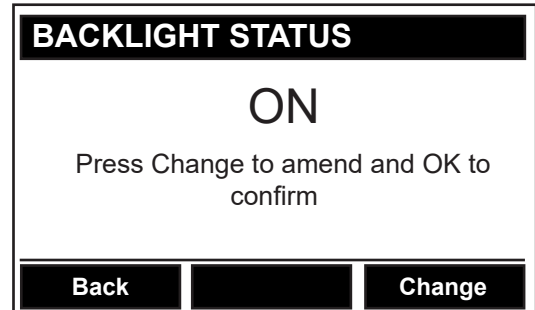 BACKLIGHT STATUS
ON
Press Change to amend and OK to
confirm
Back
Change